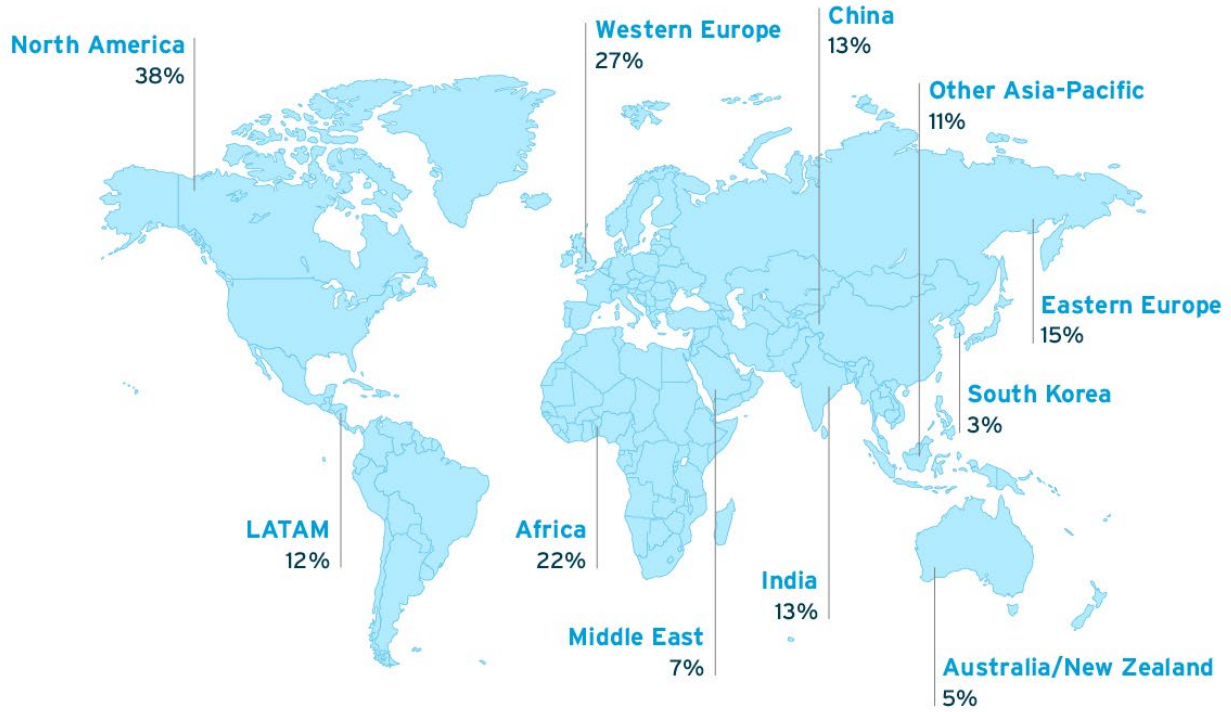 North America
38%
Western Europe
27%
China
13%
Other Asia-Pacific
11%
Eastern Europe
15%
South Korea
3%
LATAM
12%
Africa
22%
India
13%
Middle East
7%
Australia/New Zealand
5%